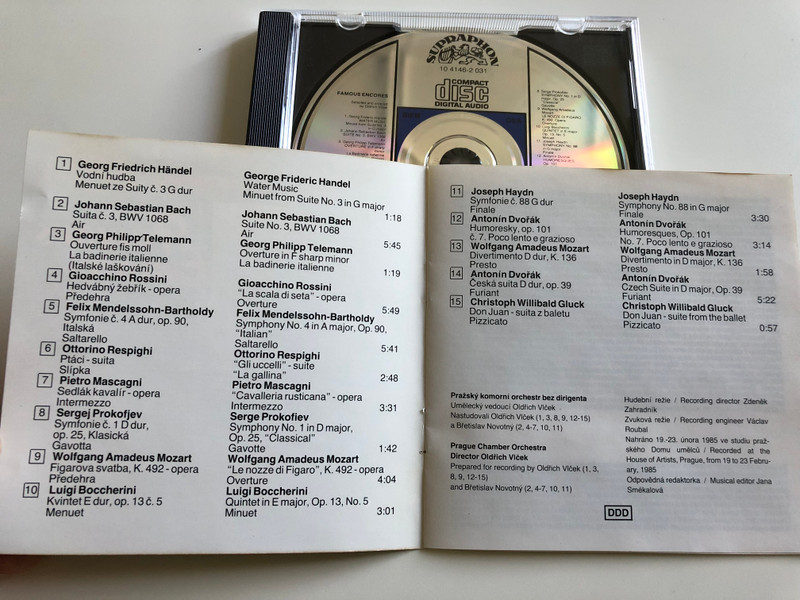 SUPRAPHON
10 4146-2 031
COMPACT
disc
DIGITAL AUDIO
FAMOUS ENCORES
1 Georg Friedrich Händel
Vodní hudba
Menuet ze Suity č. 3 G dur
2 Johann Sebastian Bach
Suita č. 3, BWV 1068
Air
3 Georg Philipp Telemann
Ouverture fis moll
La badinerie italienne
(Italské laškování)
4 Gioacchino Rossini
Hedvábný žebřík - opera
Předehra
5 Felix Mendelssohn-Bartholdy
Symfonie č. 4 A dur, op. 90,
Italská
Saltarello
6 Ottorino Respighi
Ptáci - suita
Slípka
7 Pietro Mascagni
Sedlák kavalír - opera
Intermezzo
8 Sergej Prokofjev
Symfonie č. 1 D dur,
op. 25, Klasická
Gavotte
9 Wolfgang Amadeus Mozart
Figarova svatba, K. 492 - opera
Předehra
10 Luigi Boccherini
Kvintet E dur, op. 13 č. 5
Menuet
George Frideric Handel
Water Music
Minuet from Suite No. 3 in G major
1:18
Johann Sebastian Bach
Suite No. 3, BWV 1068
Air 5:45
Georg Philipp Telemann
Overture in F sharp minor
La badinerie italienne 1:19
Gioacchino Rossini
"La scala di seta" - opera
Overture 5:49
Felix Mendelssohn-Bartholdy
Symphony No. 4 in A major, Op. 90,
"Italian"
Saltarello 5:41
Ottorino Respighi
"Gli uccelli" - suite
"La gallina" 2:48
Pietro Mascagni
"Cavalleria rusticana" - opera
Intermezzo 3:31
Serge Prokofiev
Symphony No. 1 in D major,
Op. 25, "Classical"
Gavotte 1:42
Wolfgang Amadeus Mozart
"Le nozze di Figaro", K. 492 - opera
Overture 4:04
Luigi Boccherini
Quintet in E major, Op. 13, No. 5
Minuet 3:01
11 Joseph Haydn
Symfonie č. 88 G dur
Finale
12 Antonín Dvořák
Humoresky, op. 101
č. 7. Poco lento e grazioso
13 Wolfgang Amadeus Mozart
Divertimento D dur, K. 136
Presto
14 Antonín Dvořák
Česká suita D dur, op. 39
Furiant
15 Christoph Willibald Gluck
Don Juan - suita z baletu
Pizzicato
Joseph Haydn
Symphony No. 88 in G major
Finale 3:30
Antonín Dvořák
Humoresques, Op. 101
No. 7. Poco lento e grazioso 3:14
Wolfgang Amadeus Mozart
Divertimento in D major, K. 136
Presto 1:58
Antonín Dvořák
Czech Suite in D major, Op. 39
Furiant 5:22
Christoph Willibald Gluck
Don Juan - suite from the ballet
Pizzicato 0:57
Pražský komorní orchestr bez dirigenta
Umělecký vedoucí Oldřich Vlček
Nastudovali Oldřich Vlček (1, 3, 8, 9, 12-15)
a Břetislav Novotný (2, 4-7, 10, 11)
Prague Chamber Orchestra
Director Oldřich Vlček
Prepared for recording by Oldřich Vlček (1, 3,
8, 9, 12-15)
and Břetislav Novotný (2, 4-7, 10, 11)
Hudební režie / Recording director Zdeněk
Zahradník
Zvuková režie / Recording engineer Václav
Roubal
Nahráno 19.-23. února 1985 ve studiu praž-
ského Domu umělců / Recorded at the
House of Artists, Prague, from 19 to 23 Febru-
ary, 1985
Odpovědná redaktorka / Musical editor Jana
Smékalová
DDD